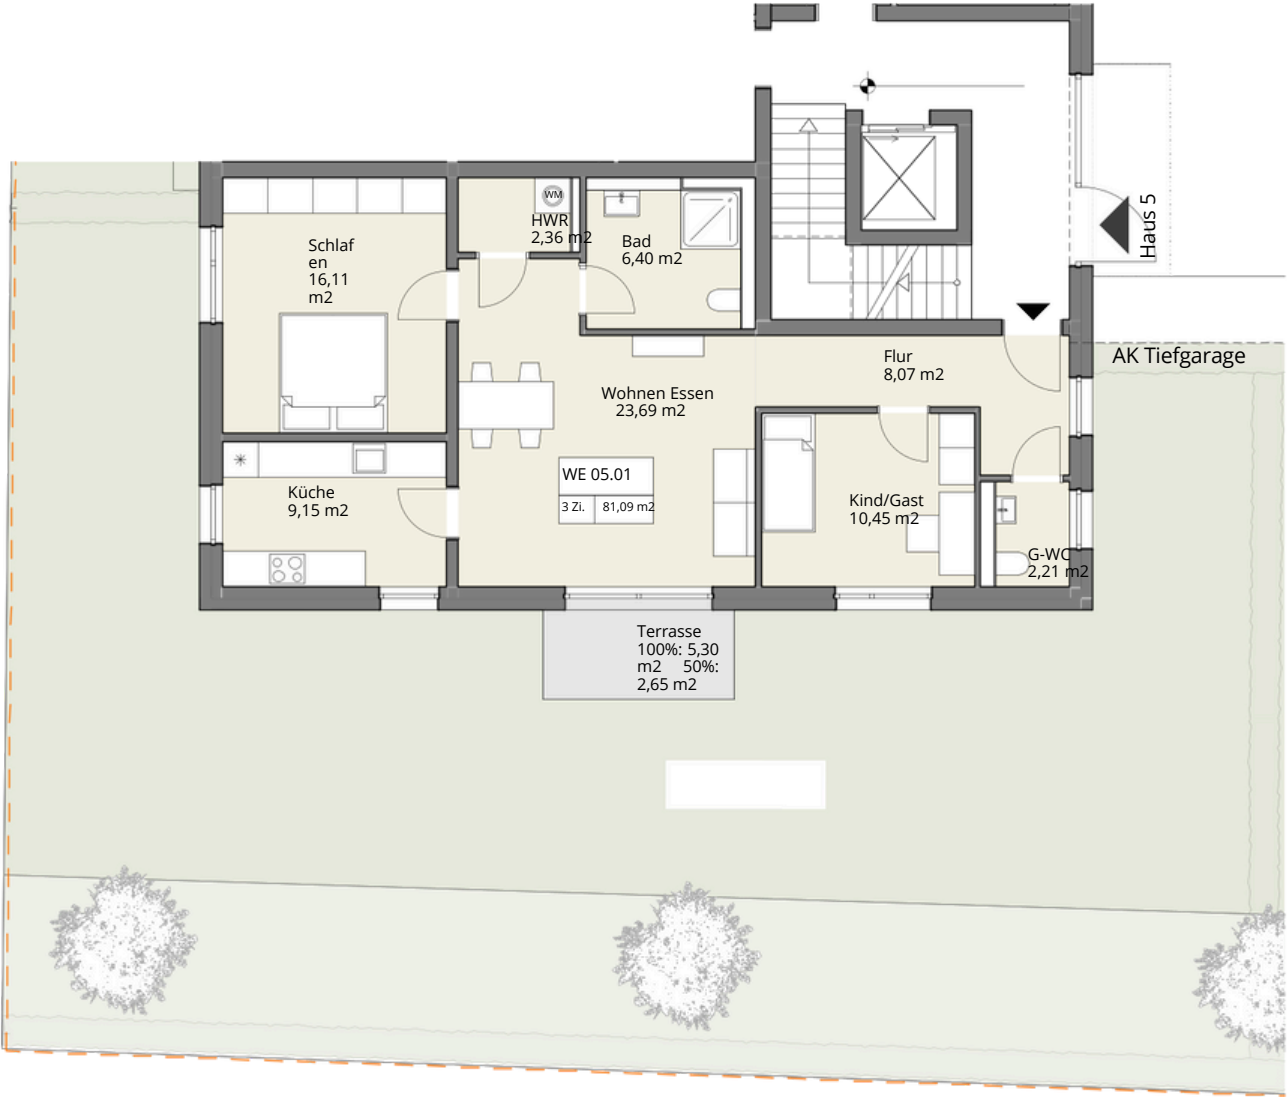 Haus 5
WM
HWR
2,36 m2
Bad
6,40 m2
Schlaf
en
16,11
m2
Flur
8,07 m2
AK Tiefgarage
Wohnen Essen
23,69 m2
WE 05.01
3 Zi. 81,09 m2
Küche
9,15 m2
Kind/Gast
10,45 m2
G-WC
2,21 m2
Terrasse
100%: 5,30
m2 50%:
2,65 m2